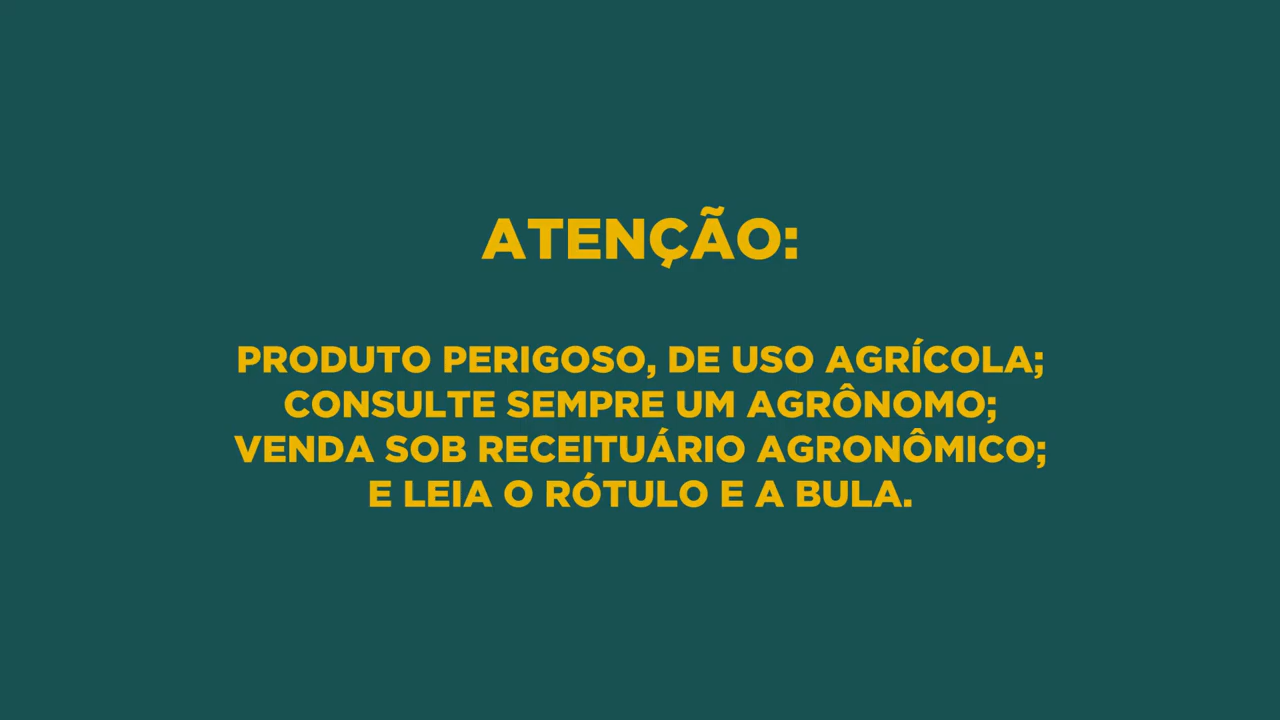 ATENÇÃO:
PRODUTO PERIGOSO, DE USO AGRÍCOLA;
CONSULTE SEMPRE UM AGRÔNOMO;
VENDA SOB RECEITUÁRIO AGRONÔMICO;
E LEIA O RÓTULO E A BULA.